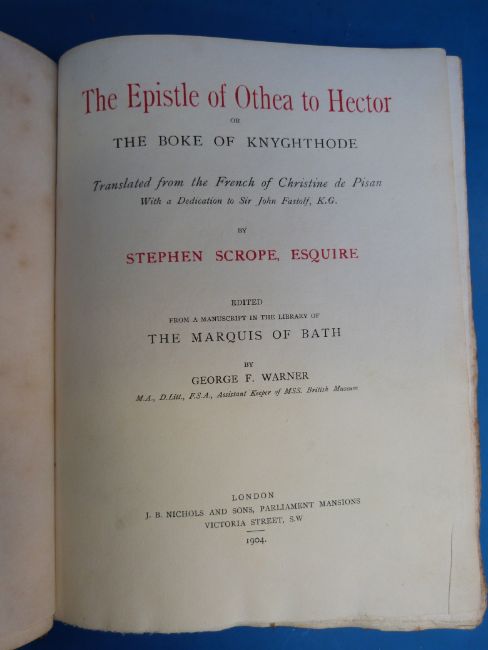 The Epistle of Othea to Hector
OR
THE BOKE OF KNYGHTHODE
Translated from the French of Christine de Pisan
With a Dedication to Sir John Fastolf, K.G.
BY
STEPHEN SCROPE, ESQUIRE
EDITED
FROM A MANUSCRIPT IN THE LIBRARY OF
THE MARQUIS OF BATH
BY
GEORGE F. WARNER
M.A., D.Litt., F.S.A., Assistant Keeper of MSS. British Museum
LONDON
J. B. NICHOLS AND SONS, PARLIAMENT MANSIONS
VICTORIA STREET, S.W
1904.